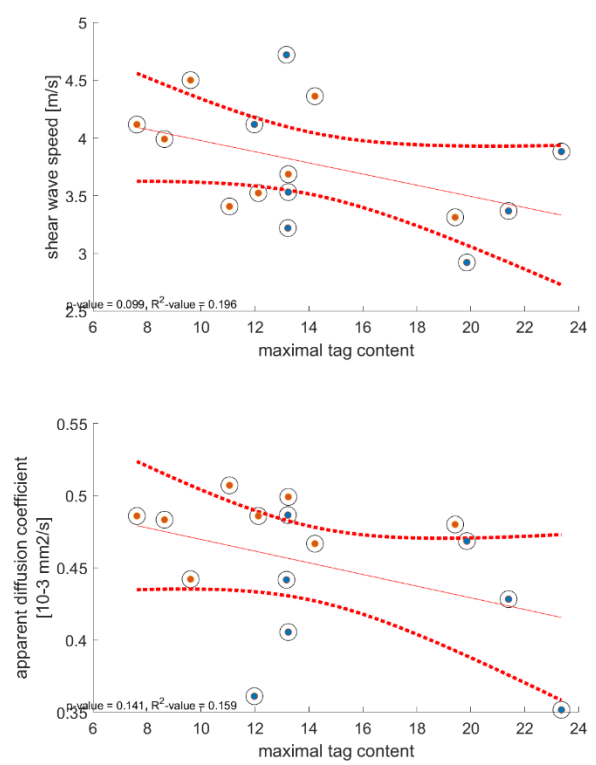 5
4.5
4
3.5
3
2.5
shear wave speed [m/s]
p-value = 0.099, R²-value = 0.196
6 8 10 12 14 16 18 20 22 24
maximal tag content
0.55
0.5
0.45
0.4
0.35
apparent diffusion coefficient
[10-3 mm2/s]
p-value = 0.141, R²-value = 0.159
6 8 10 12 14 16 18 20 22 24
maximal tag content